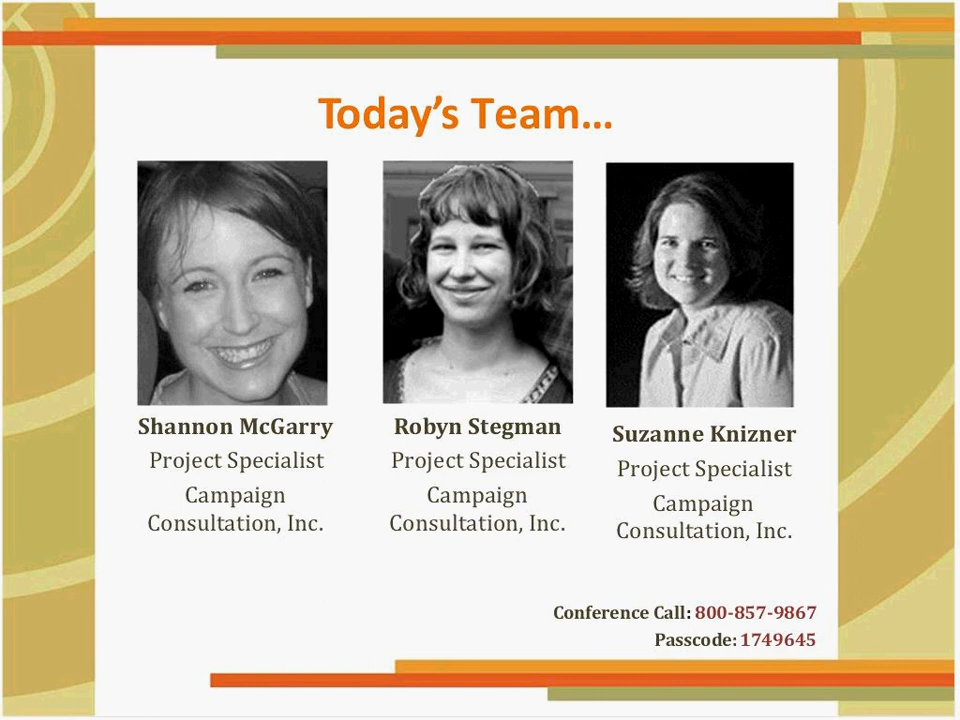 Today’s Team…
Shannon McGarry
Project Specialist
Campaign
Consultation, Inc.
Robyn Stegman
Project Specialist
Campaign
Consultation, Inc.
Suzanne Knizner
Project Specialist
Campaign
Consultation, Inc.
Conference Call: 800-857-9867
Passcode: 1749645